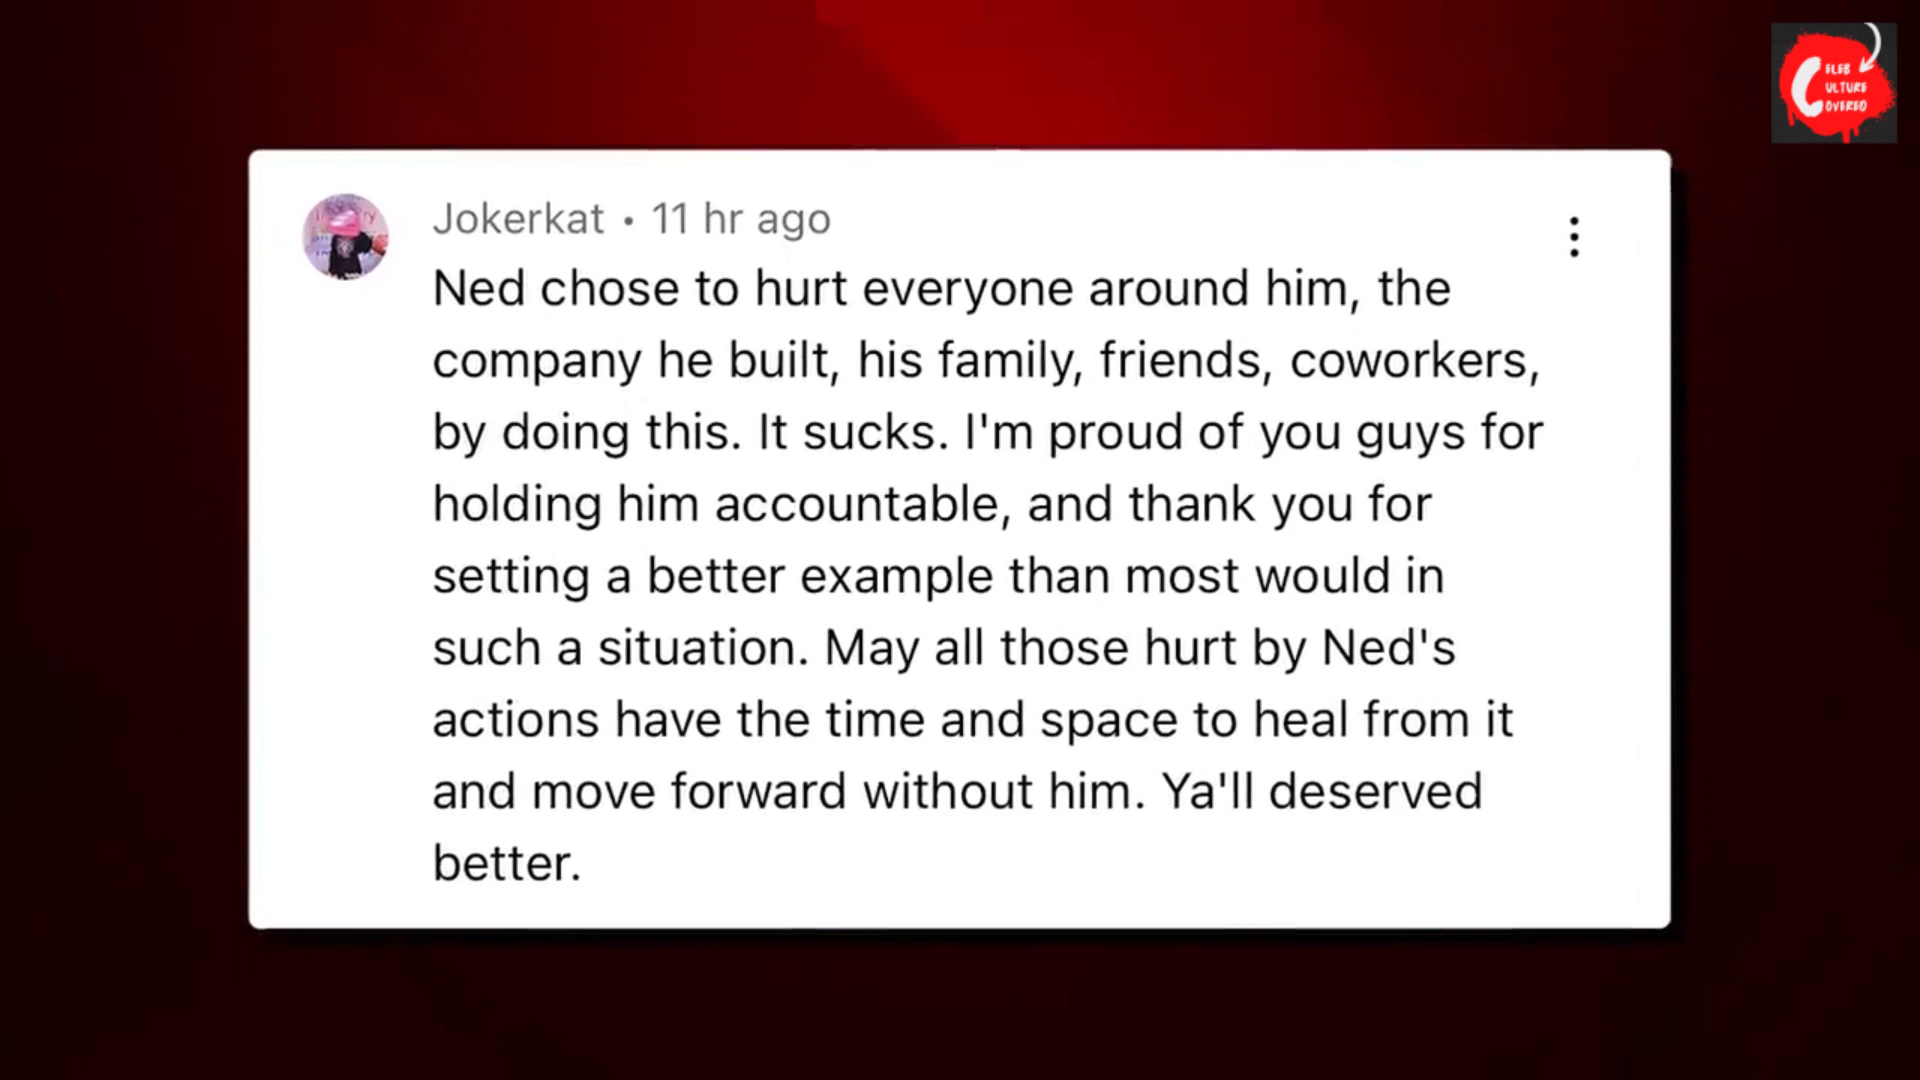 CELEB
CULTURE
COVERED
Jokerkat • 11 hr ago
Ned chose to hurt everyone around him, the
company he built, his family, friends, coworkers,
by doing this. It sucks. I'm proud of you guys for
holding him accountable, and thank you for
setting a better example than most would in
such a situation. May all those hurt by Ned's
actions have the time and space to heal from it
and move forward without him. Ya'll deserved
better.